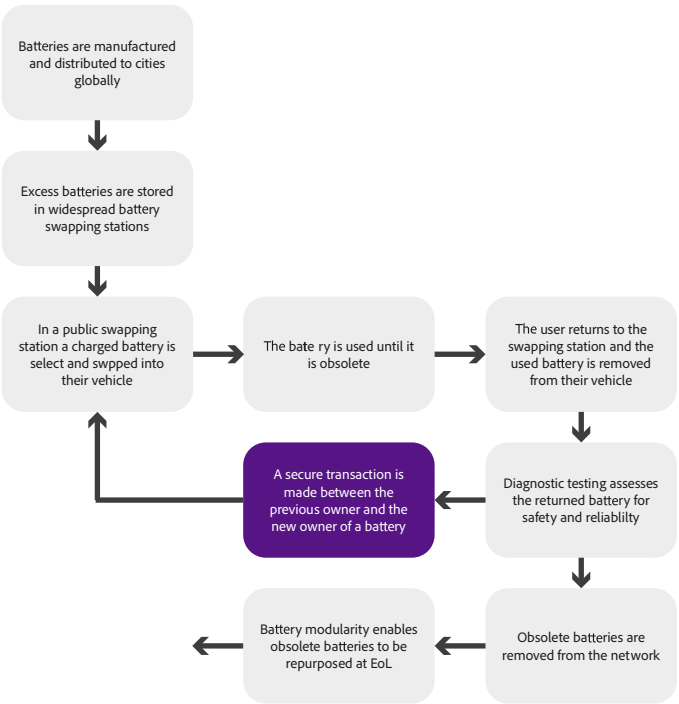 Batteries are manufactured
and distributed to cities
globally
Excess batteries are stored
in widespread battery
swapping stations
In a public swapping
station a charged battery is
select and swpped into
their vehicle
The bate ry is used until it
is obsolete
The user returns to the
swapping station and the
used battery is removed
from their vehicle
A secure transaction is
made between the
previous owner and the
new owner of a battery
Diagnostic testing assesses
the returned battery for
safety and reliablilty
Battery modularity enables
obsolete batteries to be
repurposed at EoL
Obsolete batteries are
removed from the network